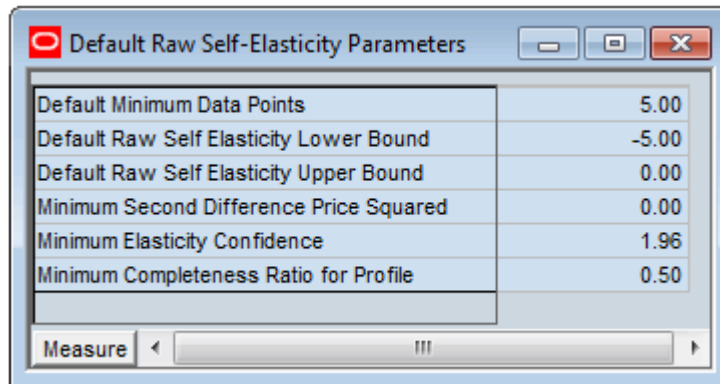 Default Raw Self-Elasticity Parameters
Default Minimum Data Points 5.00
Default Raw Self Elasticity Lower Bound -5.00
Default Raw Self Elasticity Upper Bound 0.00
Minimum Second Difference Price Squared 0.00
Minimum Elasticity Confidence 1.96
Minimum Completeness Ratio for Profile 0.50
Measure